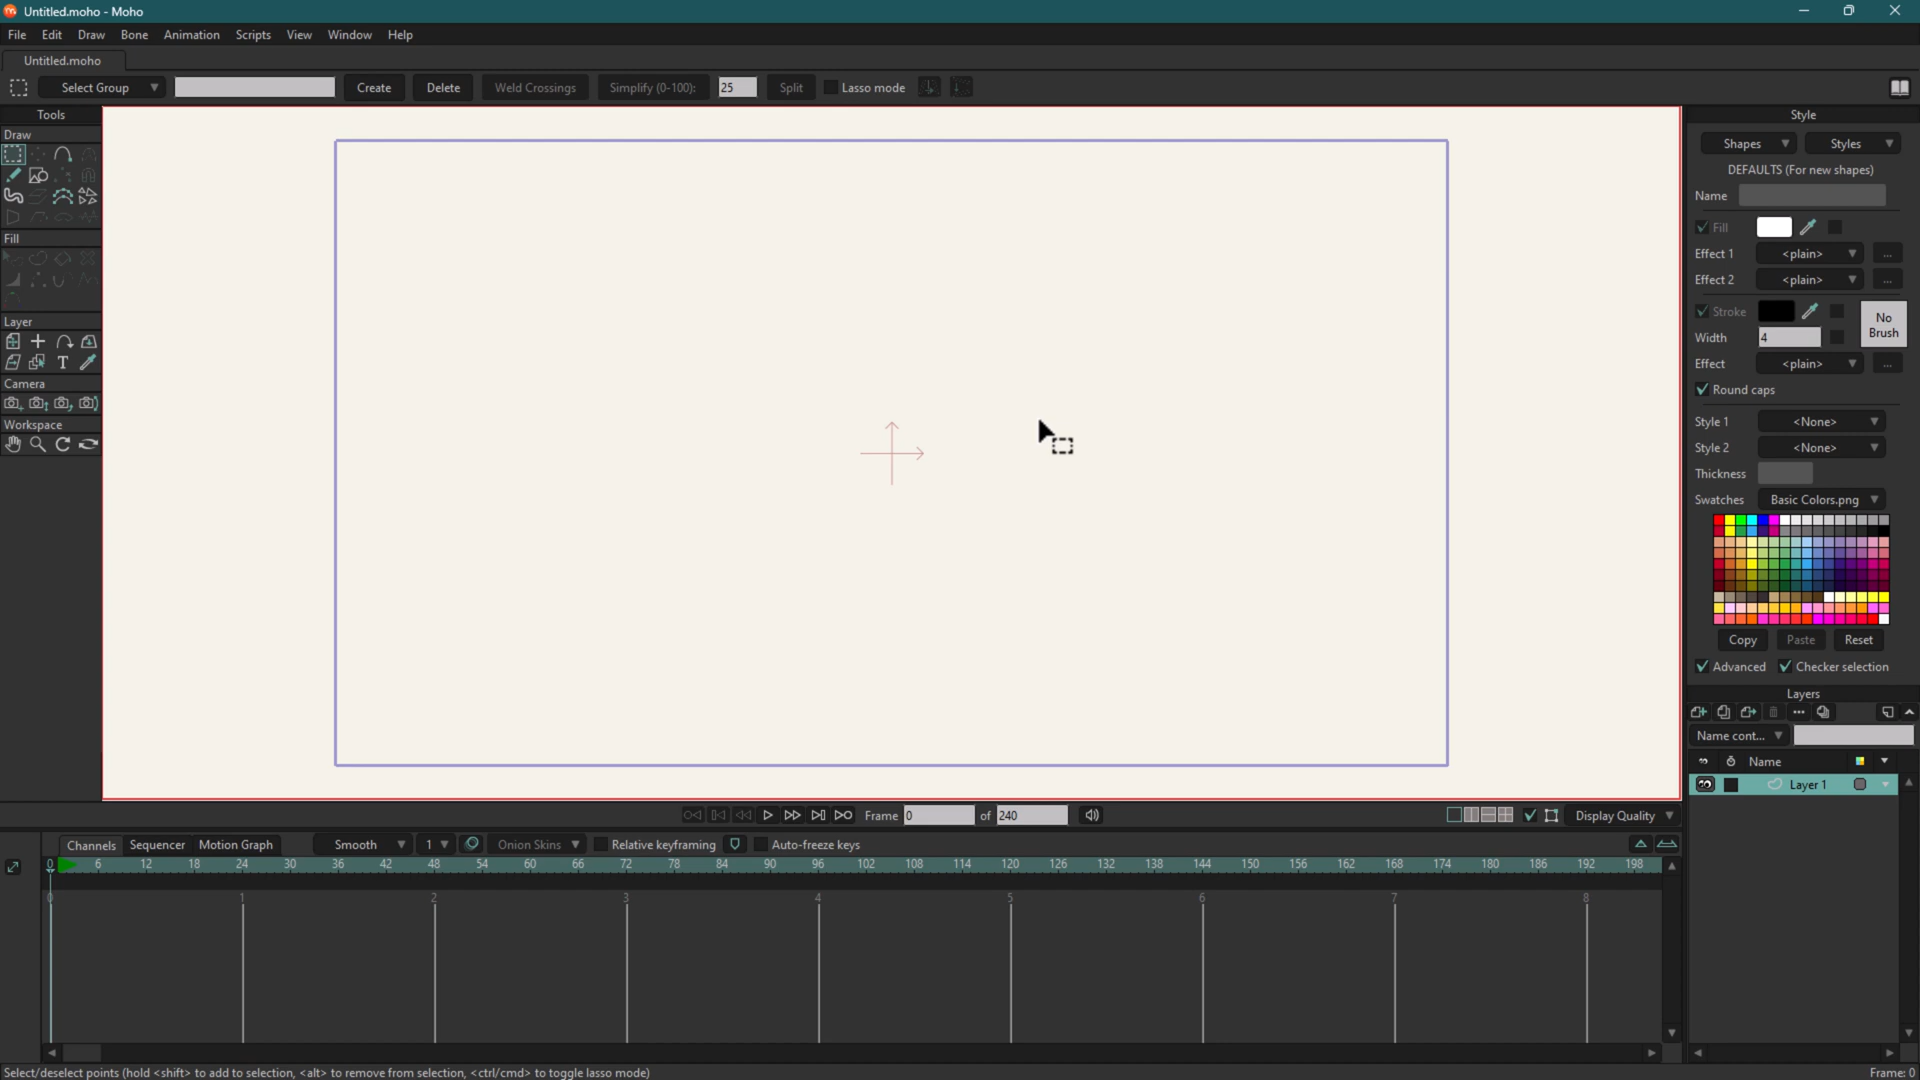 Untitled.moho - Moho
File Edit Draw Bone Animation Scripts View Window Help
Untitled.moho
Select Group Create Delete Weld Crossings Simplify (0-100): 25 Split Lasso mode
Tools
Draw
Fill
Layer
T
Camera
Workspace
Style
Shapes Styles
DEFAULTS (For new shapes)
Name
Fill
Effect 1 <plain> ...
Effect 2 <plain> ...
Stroke
No Brush
Width 4
Effect <plain> ...
Round caps
Style 1 <None>
Style 2 <None>
Thickness
Swatches Basic Colors.png
Copy Paste Reset
Advanced Checker selection
Layers
Name cont...
Name
Layer 1
Frame 0 of 240 Display Quality
Channels Sequencer Motion Graph Smooth 1 Onion Skins Relative keyframing Auto-freeze keys
0 6 12 18 24 30 36 42 48 54 60 66 72 78 84 90 96 102 108 114 120 126 132 138 144 150 156 162 168 174 180 186 192 198
0 1 2 3 4 5 6 7 8
Select/deselect points (hold <shift> to add to selection, <alt> to remove from selection, <ctrl/cmd> to toggle lasso mode) Frame: 0